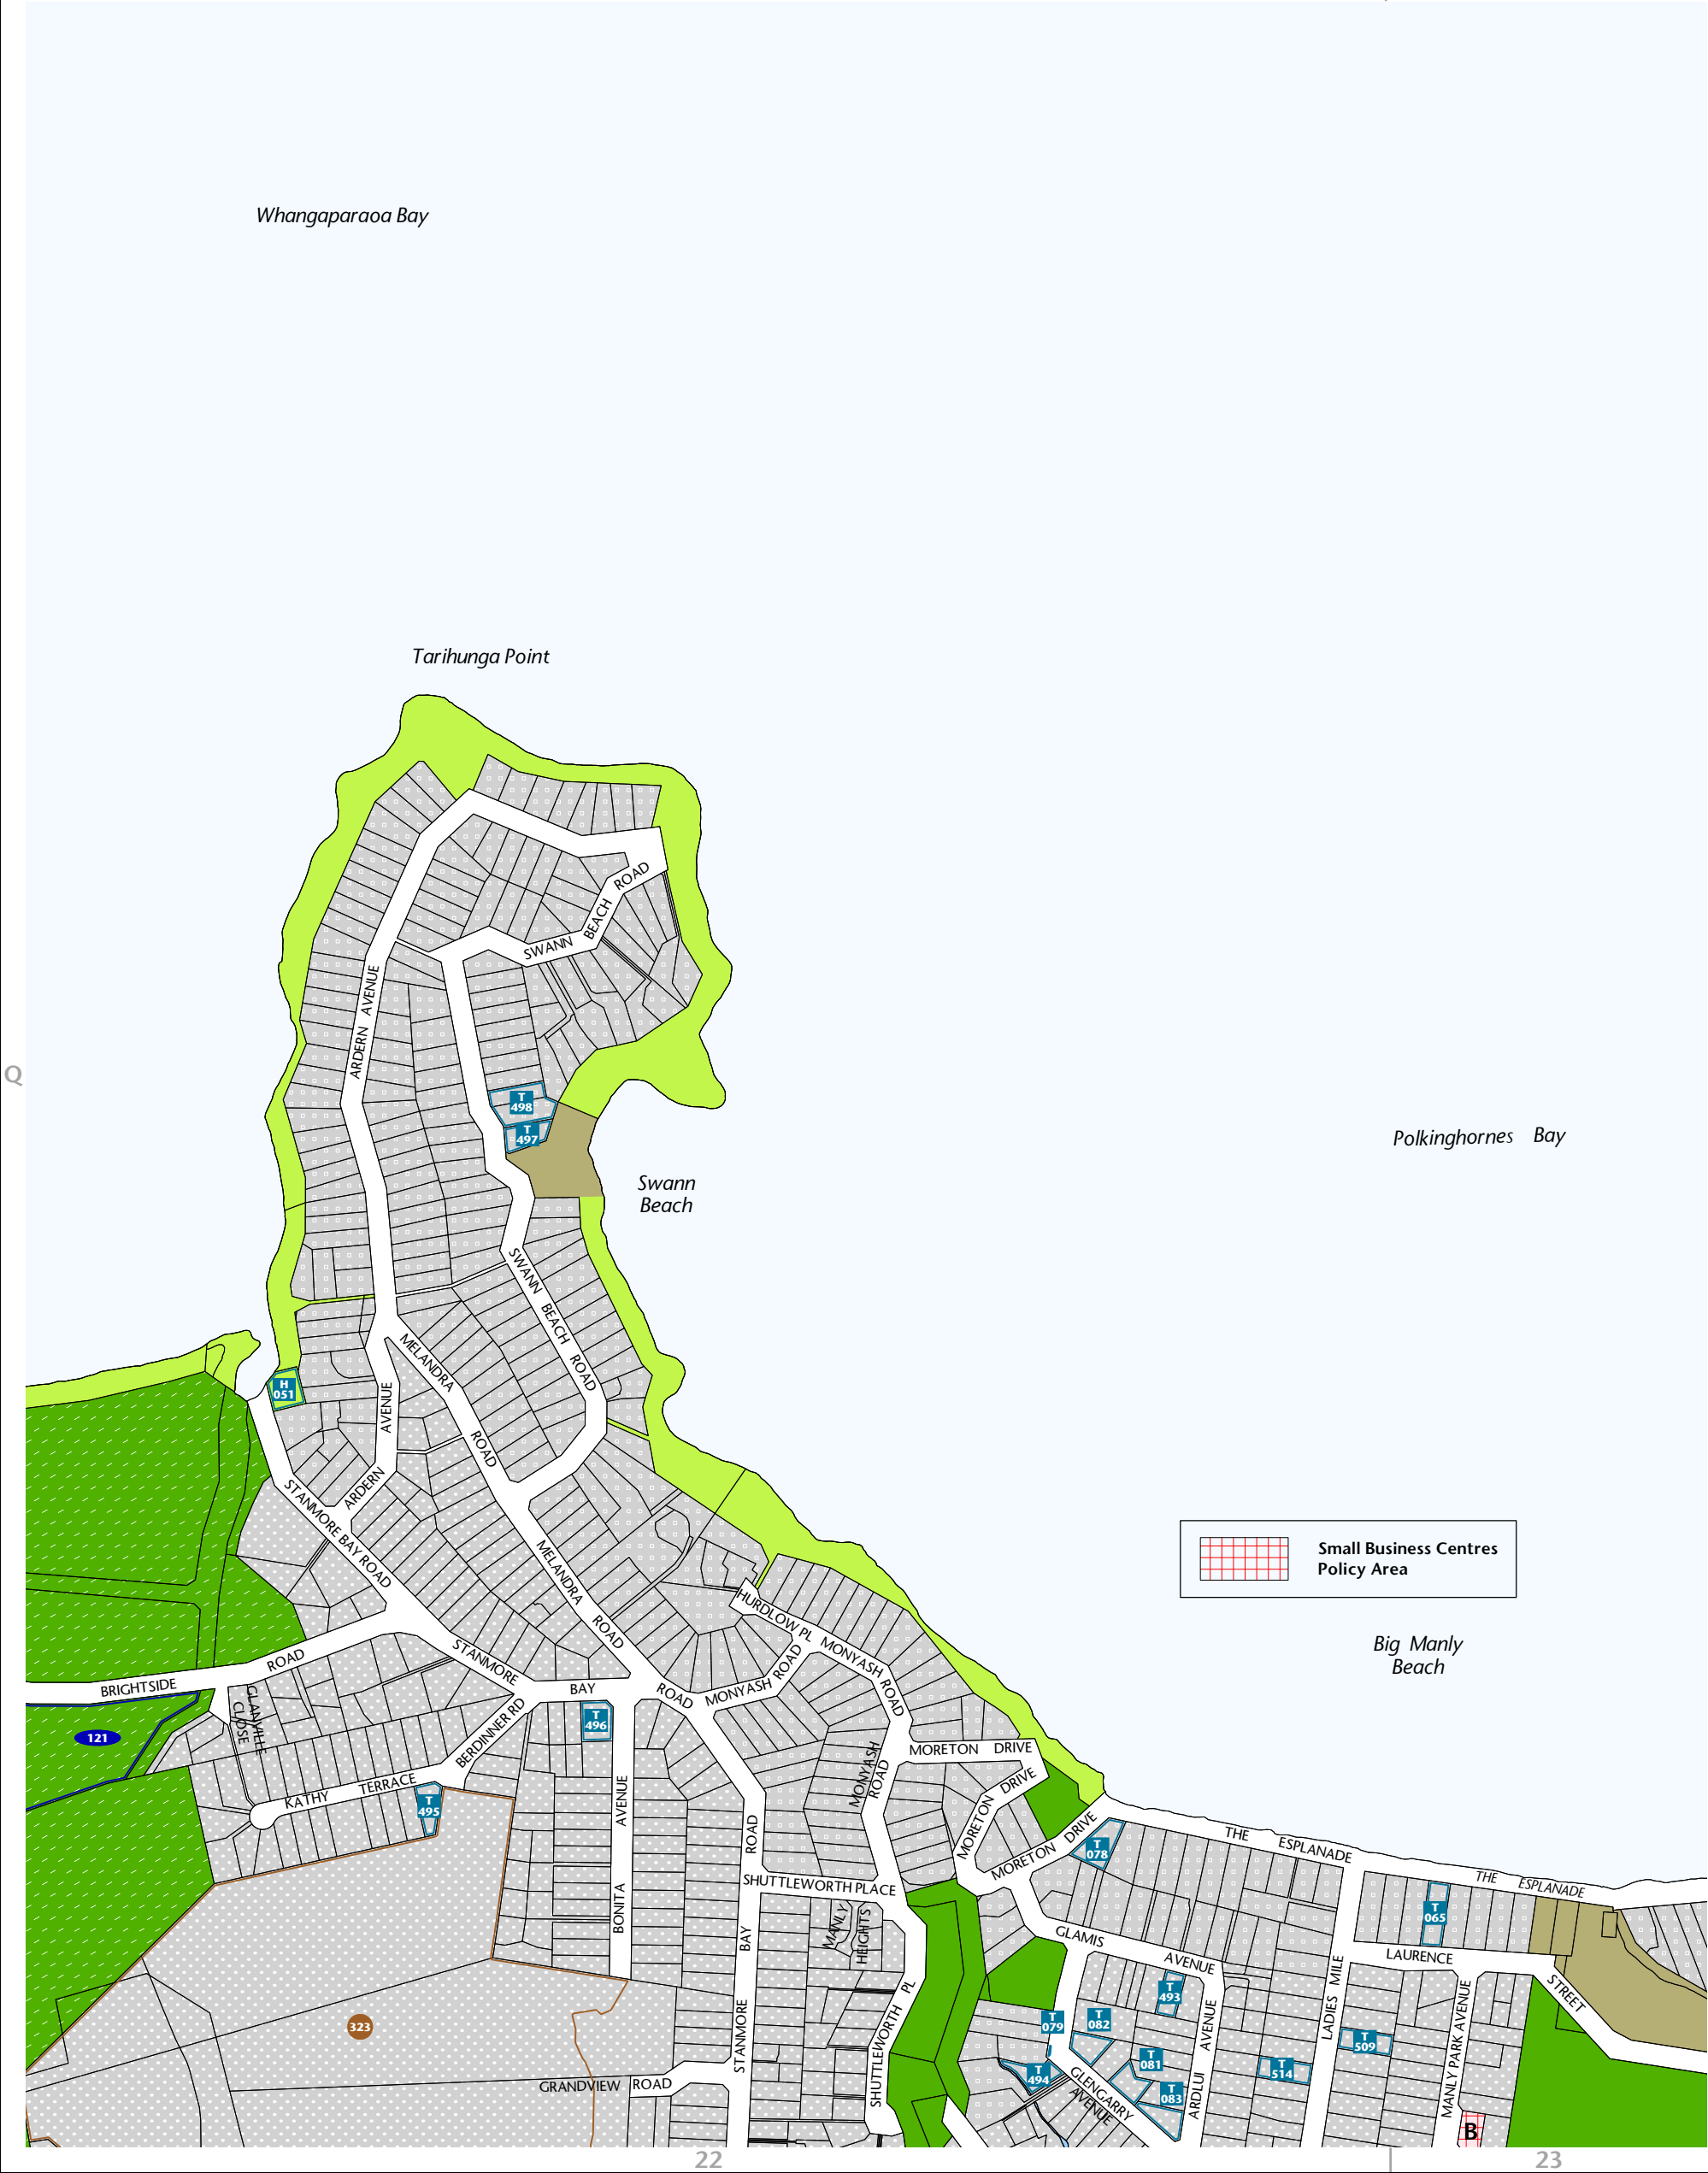 Whangaparaoa Bay
Tarihunga Point
ROAD
BEACH
SWANN
ARDERN AVENUE
Q
T
498
T
497
Polkinghornes Bay
Swann
Beach
SWANN BEACH ROAD
MELANDRA
ROAD
H
051
AVENUE
ARDERN
STANMORE BAY ROAD
MELANDRA
ROAD
Small Business Centres
Policy Area
HURDLOW PL
MONYASH
ROAD
Big Manly
Beach
STANMORE
BAY
ROAD
MONYASH ROAD
BRIGHTSIDE
ROAD
GLANVILLE
CLOSE
121
BERDINNER RD
T
496
MORETON DRIVE
MONYASH
ROAD
MORETON DRIVE
MORETON DRIVE
KATHY TERRACE
T
495
AVENUE
BONITA
ROAD
T
078
THE ESPLANADE
THE ESPLANADE
SHUTTLEWORTH PLACE
MANLY
HEIGHTS
BAY
STANMORE
T
065
GLAMIS
AVENUE
LAURENCE
STREET
T
493
LADIES MILE
MANLY PARK AVENUE
SHUTTLEWORTH PL
323
T
079
T
082
T
509
T
081
T
514
T
494
T
083
GLENGARRY
AVENUE
ARDLUI AVENUE
GRANDVIEW ROAD
B
22
23